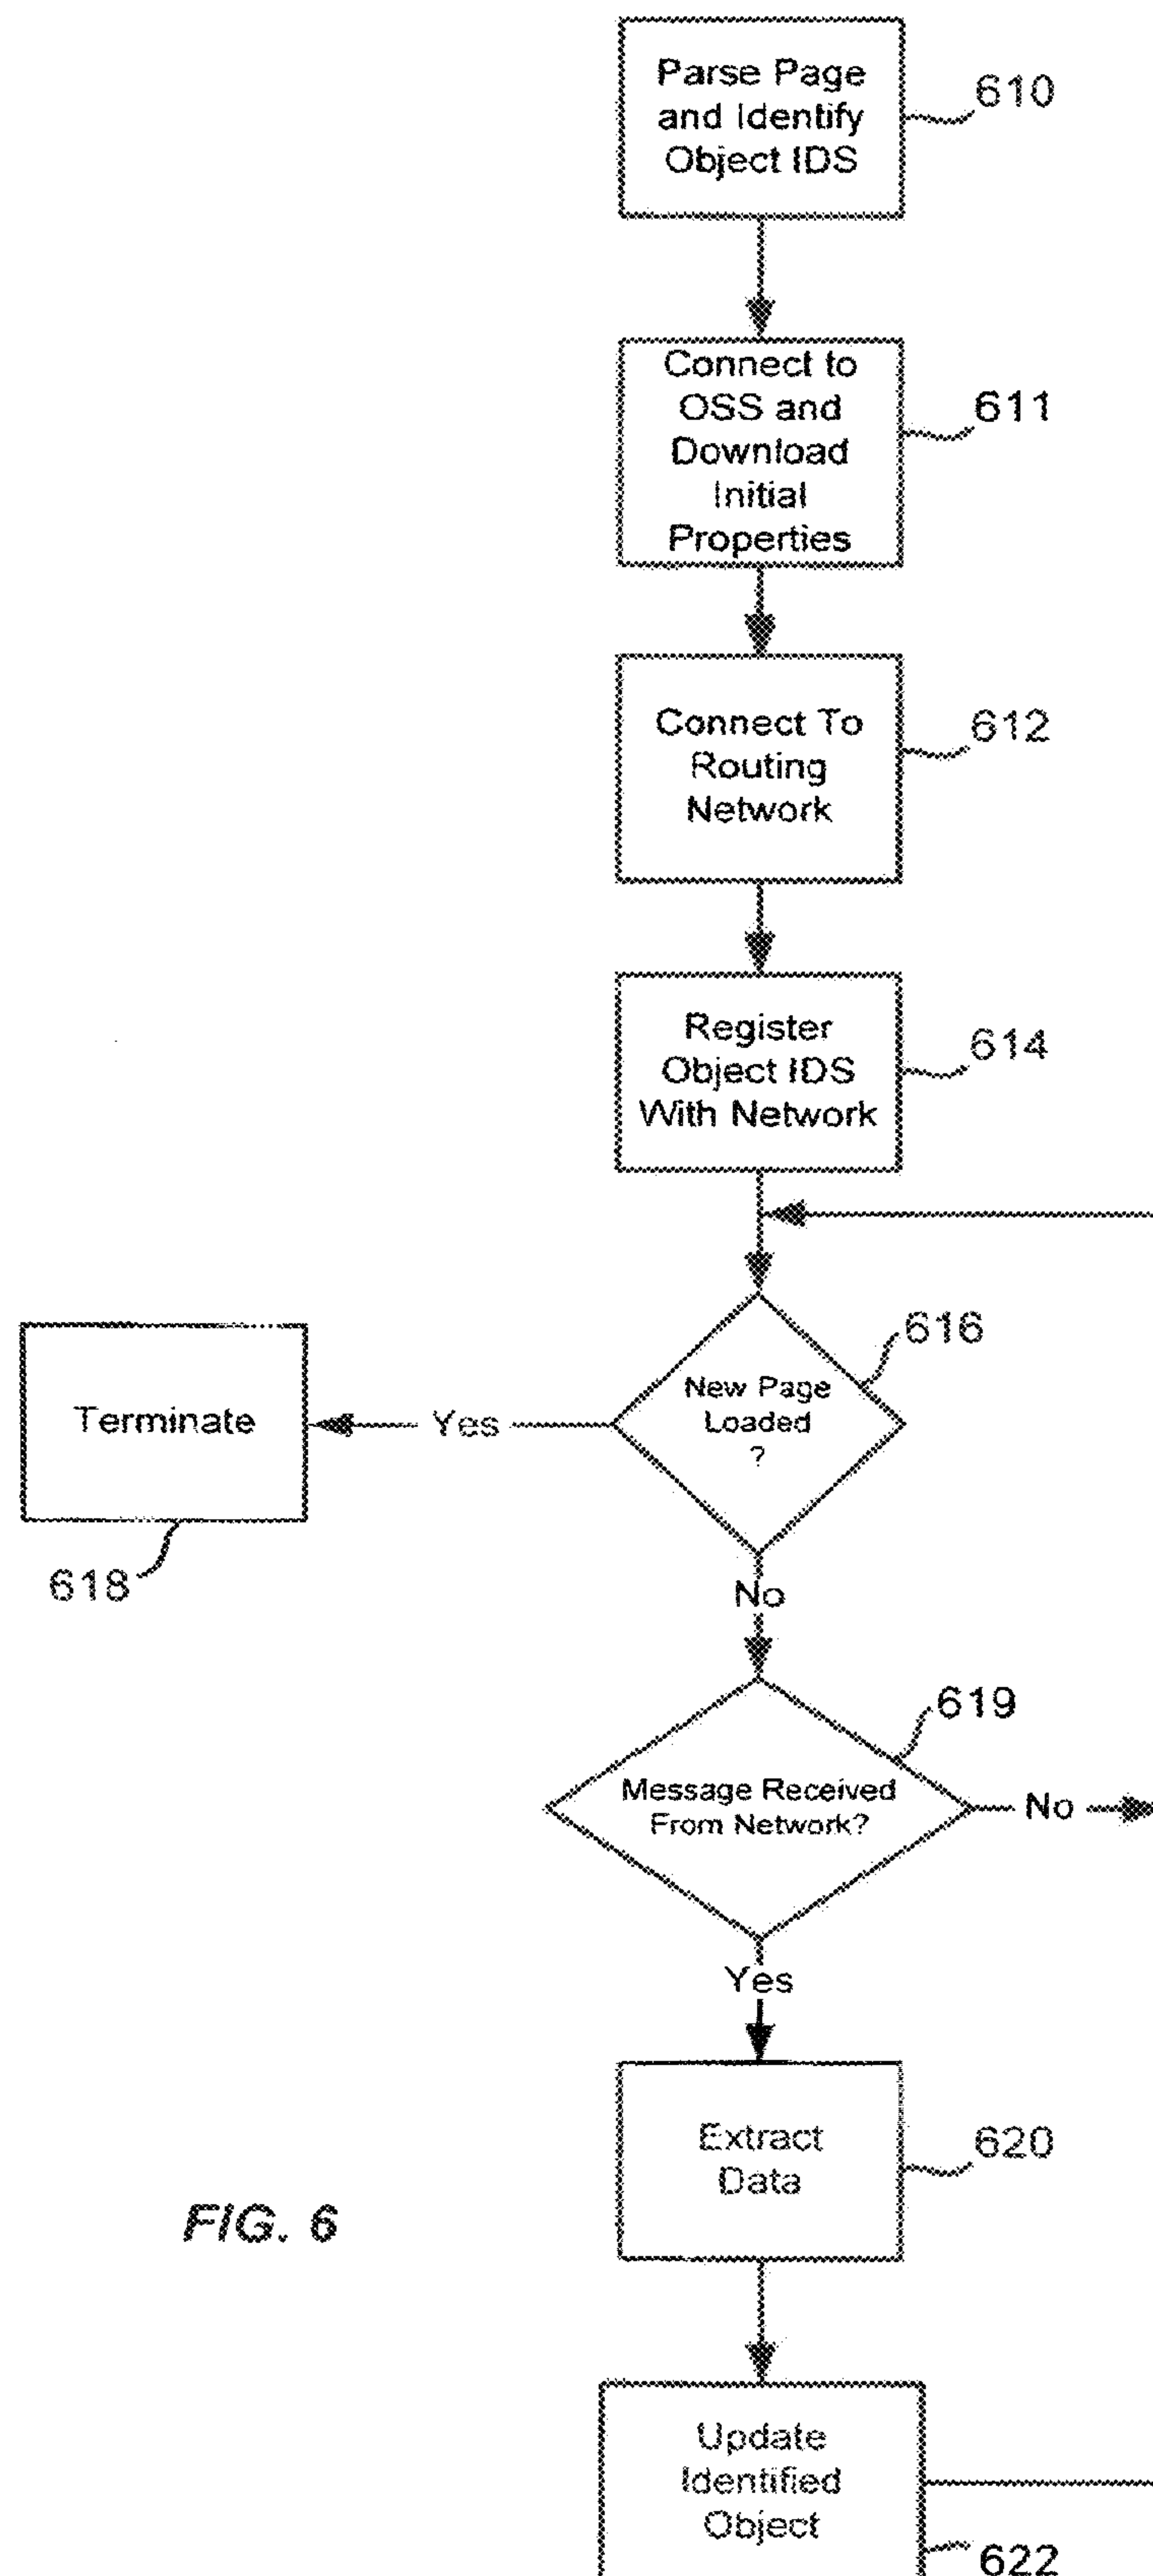 Parse Page
and Identify
Object IDS
610
Connect to
OSS and
Download
Initial
Properties
611
Connect To
Routing
Network
612
Register
Object IDS
With Network
614
New Page
Loaded
?
616
Yes
Terminate
618
No
Message Received
From Network?
619
No
Yes
Extract
Data
620
FIG. 6
Update
Identified
Object
622